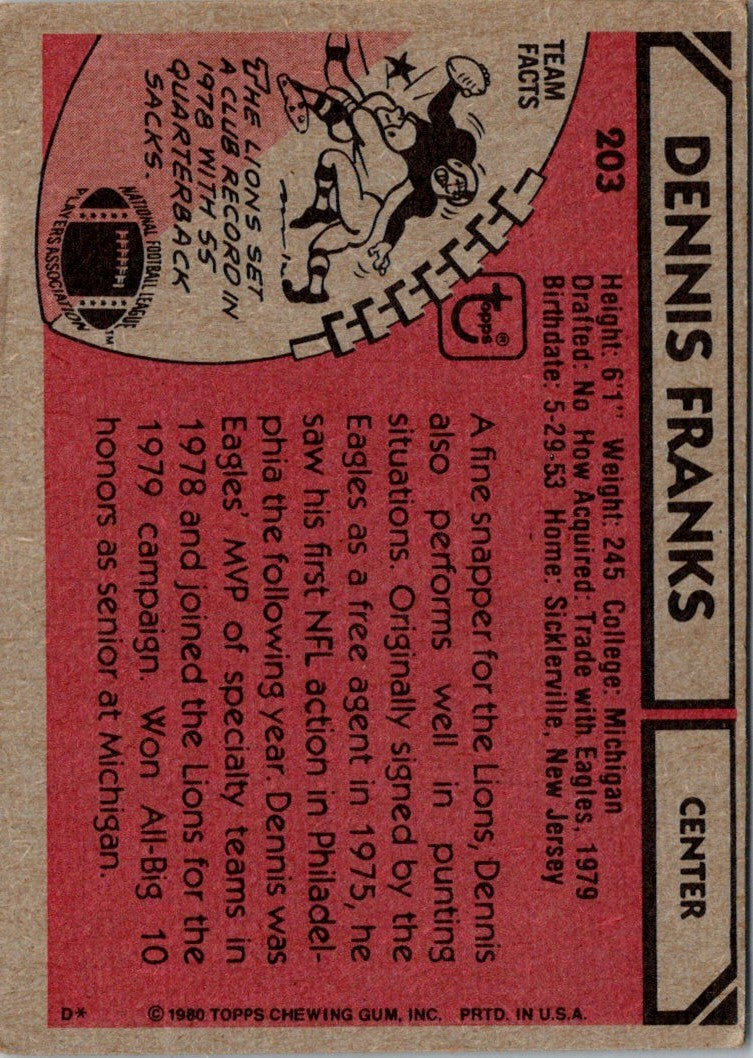 DENNIS FRANKS
CENTER
203
Height: 6'1" Weight: 245 College: Michigan
Drafted: No How Acquired: Trade with Eagles, 1979
Birthdate: 5-29-53 Home: Sicklerville, New Jersey
TEAM
FACTS
THE LIONS SET
A CLUB RECORD IN
1978 WITH 55
QUARTERBACK
SACKS.
NATIONAL FOOTBALL LEAGUE
PLAYERS ASSOCIATION
TM
topps®
A fine snapper for the Lions, Dennis
also performs well in punting
situations. Originally signed by the
Eagles as a free agent in 1975, he
saw his first NFL action in Philadel-
phia the following year. Dennis was
Eagles' MVP of specialty teams in
1978 and joined the Lions for the
1979 campaign. Won All-Big 10
honors as senior at Michigan.
D* © 1980 TOPPS CHEWING GUM, INC. PRTD. IN U.S.A.